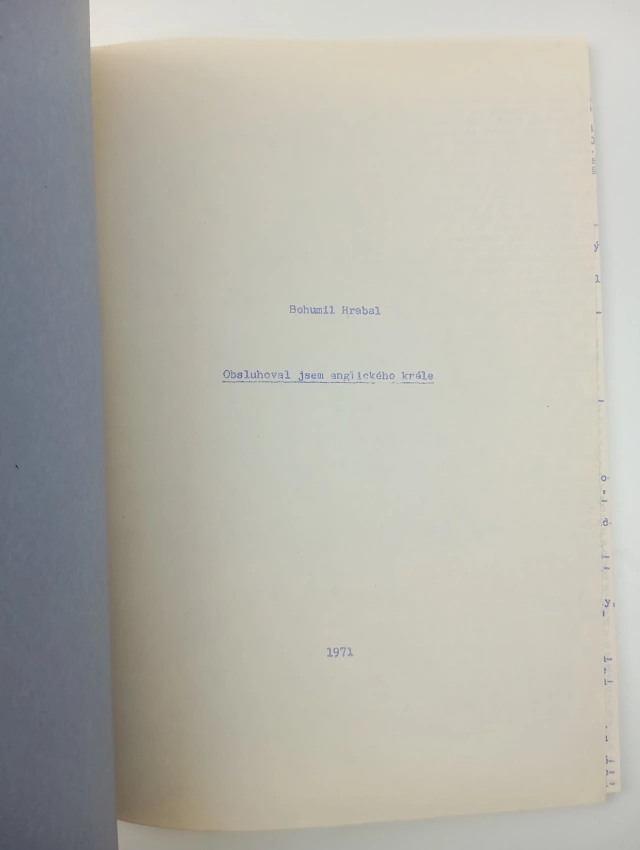 Bohumil Hrabal
Obsluhoval jsem anglického krále
1971